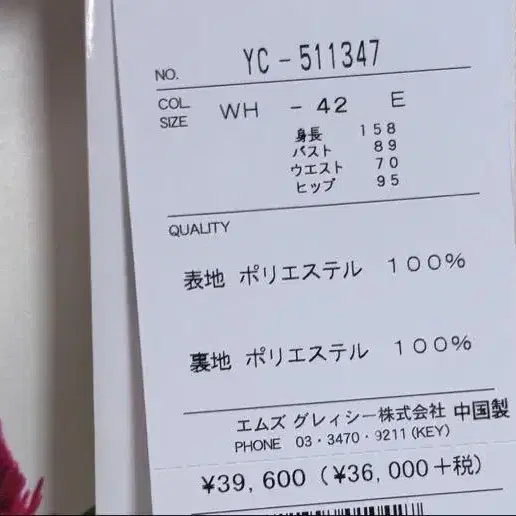 NO. YC-511347
COL. WH - 42 E
SIZE
身長 158
バスト 89
ウエスト 70
ヒップ 95
QUALITY
表地 ポリエステル 100%
裏地 ポリエステル 100%
エムズ グレィシー株式会社 中国製
PHONE 03・3470・9211(KEY)
¥39,600(¥36,000+税)